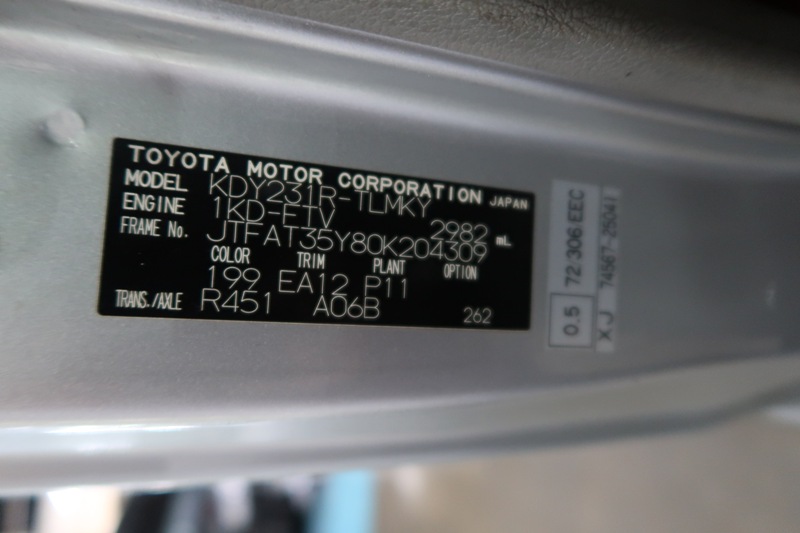 TOYOTA MOTOR CORPORATION JAPAN
MODEL KDY231R-TLMKY
ENGINE 1KD-FTV 2982 mL
FRAME No. JTFAT35Y80K204309
COLOR TRIM PLANT OPTION
199 EA12 P11
TRANS./AXLE R451 A06B 262
0.5 72 306 EEC
XJ 74567-25041